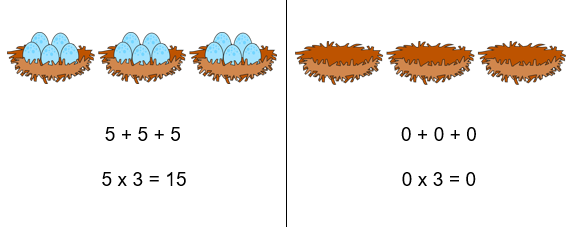 5 + 5 + 5
5 x 3 = 15
0 + 0 + 0
0 x 3 = 0